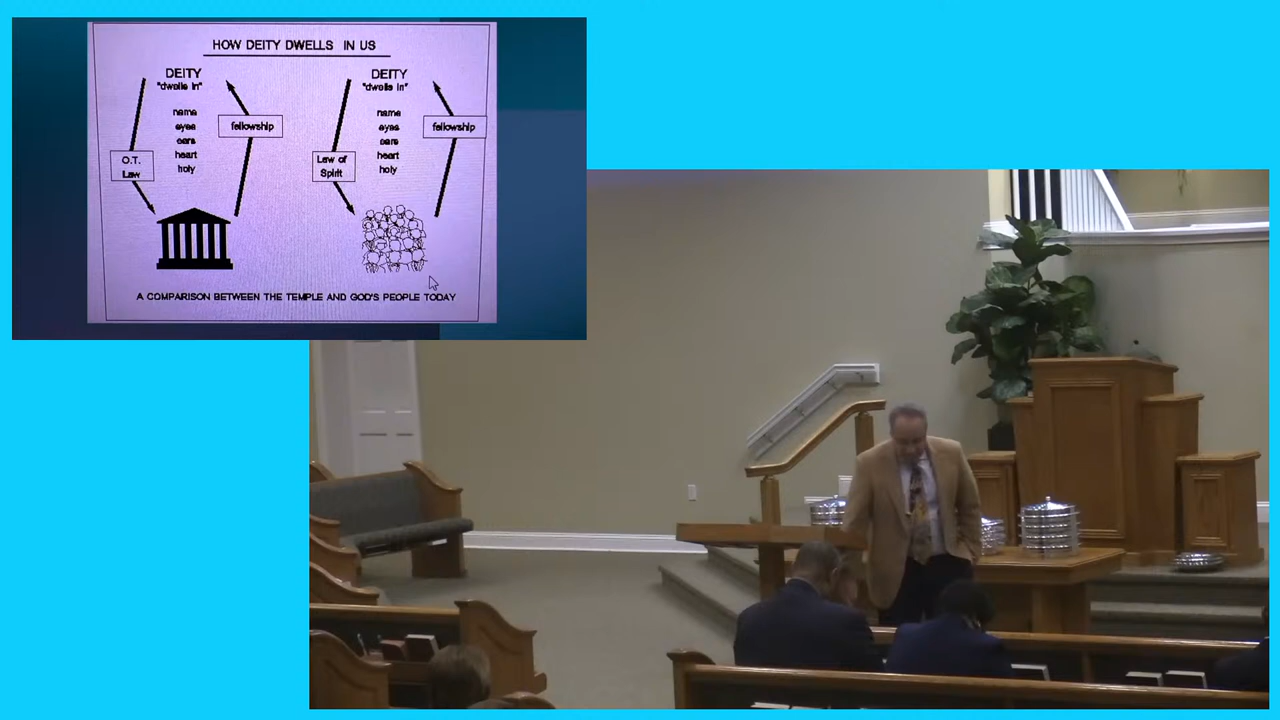 HOW DEITY DWELLS IN US
DEITY
"dwells in"
name
eyes
ears
heart
holy
O.T.
Law
fellowship
DEITY
"dwells in"
name
eyes
ears
heart
holy
Law of
Spirit
fellowship
A COMPARISON BETWEEN THE TEMPLE AND GOD'S PEOPLE TODAY